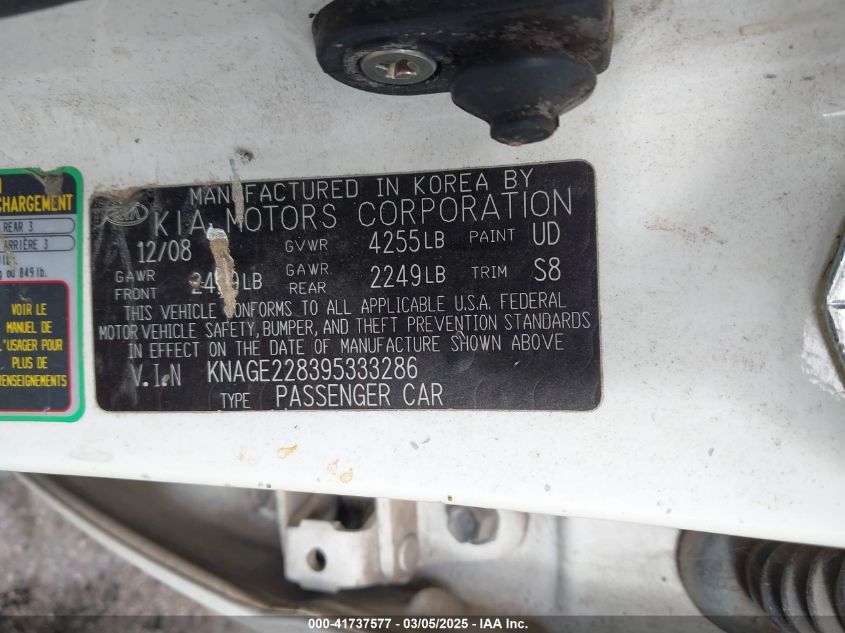 CHARGEMENT
REAR 3
ARRIÈRE 3
ou 849 lb.
VOIR LE
MANUEL DE
L'USAGER POUR
PLUS DE
RENSEIGNEMENTS
MANUFACTURED IN KOREA BY
KIA MOTORS CORPORATION
12/08 GVWR 4255LB PAINT UD
GAWR FRONT GAWR REAR 2249LB TRIM S8
THIS VEHICLE CONFORMS TO ALL APPLICABLE U.S.A. FEDERAL
MOTOR VEHICLE SAFETY, BUMPER, AND THEFT PREVENTION STANDARDS
IN EFFECT ON THE DATE OF MANUFACTURE SHOWN ABOVE
V.I.N KNAGE228395333286
TYPE PASSENGER CAR
000-41737577 - 03/05/2025 - © IAA Inc.